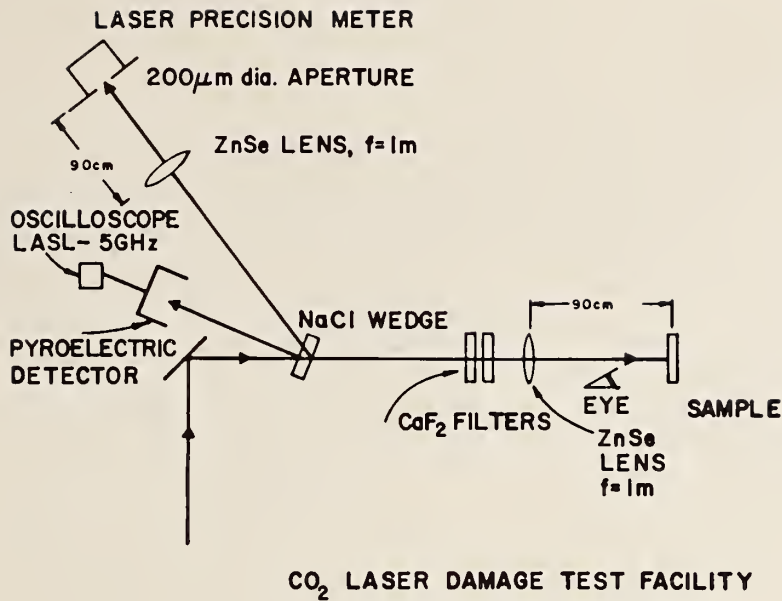 LASER PRECISION METER
200μm dia. APERTURE
ZnSe LENS, f=1m
90cm
OSCILLOSCOPE
LASL-5GHz
NaCl WEDGE
90cm
PYROELECTRIC
DETECTOR
CaF₂ FILTERS
EYE
SAMPLE
ZnSe
LENS
f=1m
CO₂ LASER DAMAGE TEST FACILITY